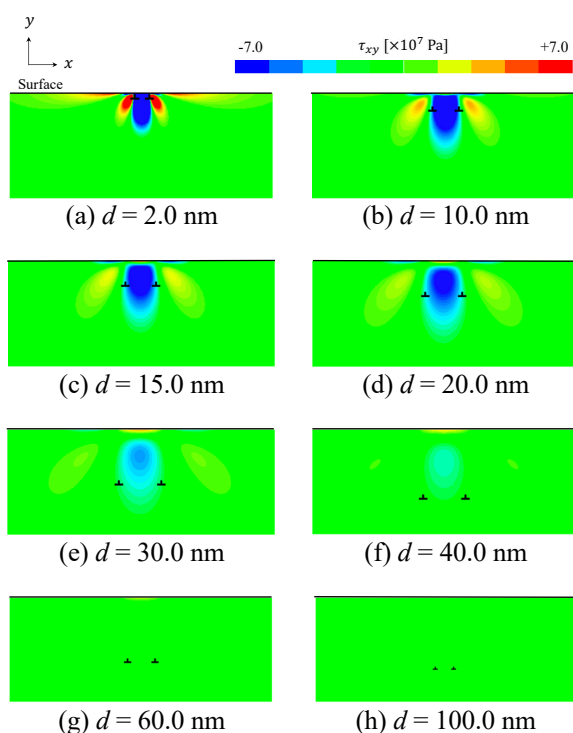 y
x
Surface
τxy [×10⁷ Pa]
-7.0 +7.0
(a) d = 2.0 nm
(b) d = 10.0 nm
(c) d = 15.0 nm
(d) d = 20.0 nm
(e) d = 30.0 nm
(f) d = 40.0 nm
(g) d = 60.0 nm
(h) d = 100.0 nm